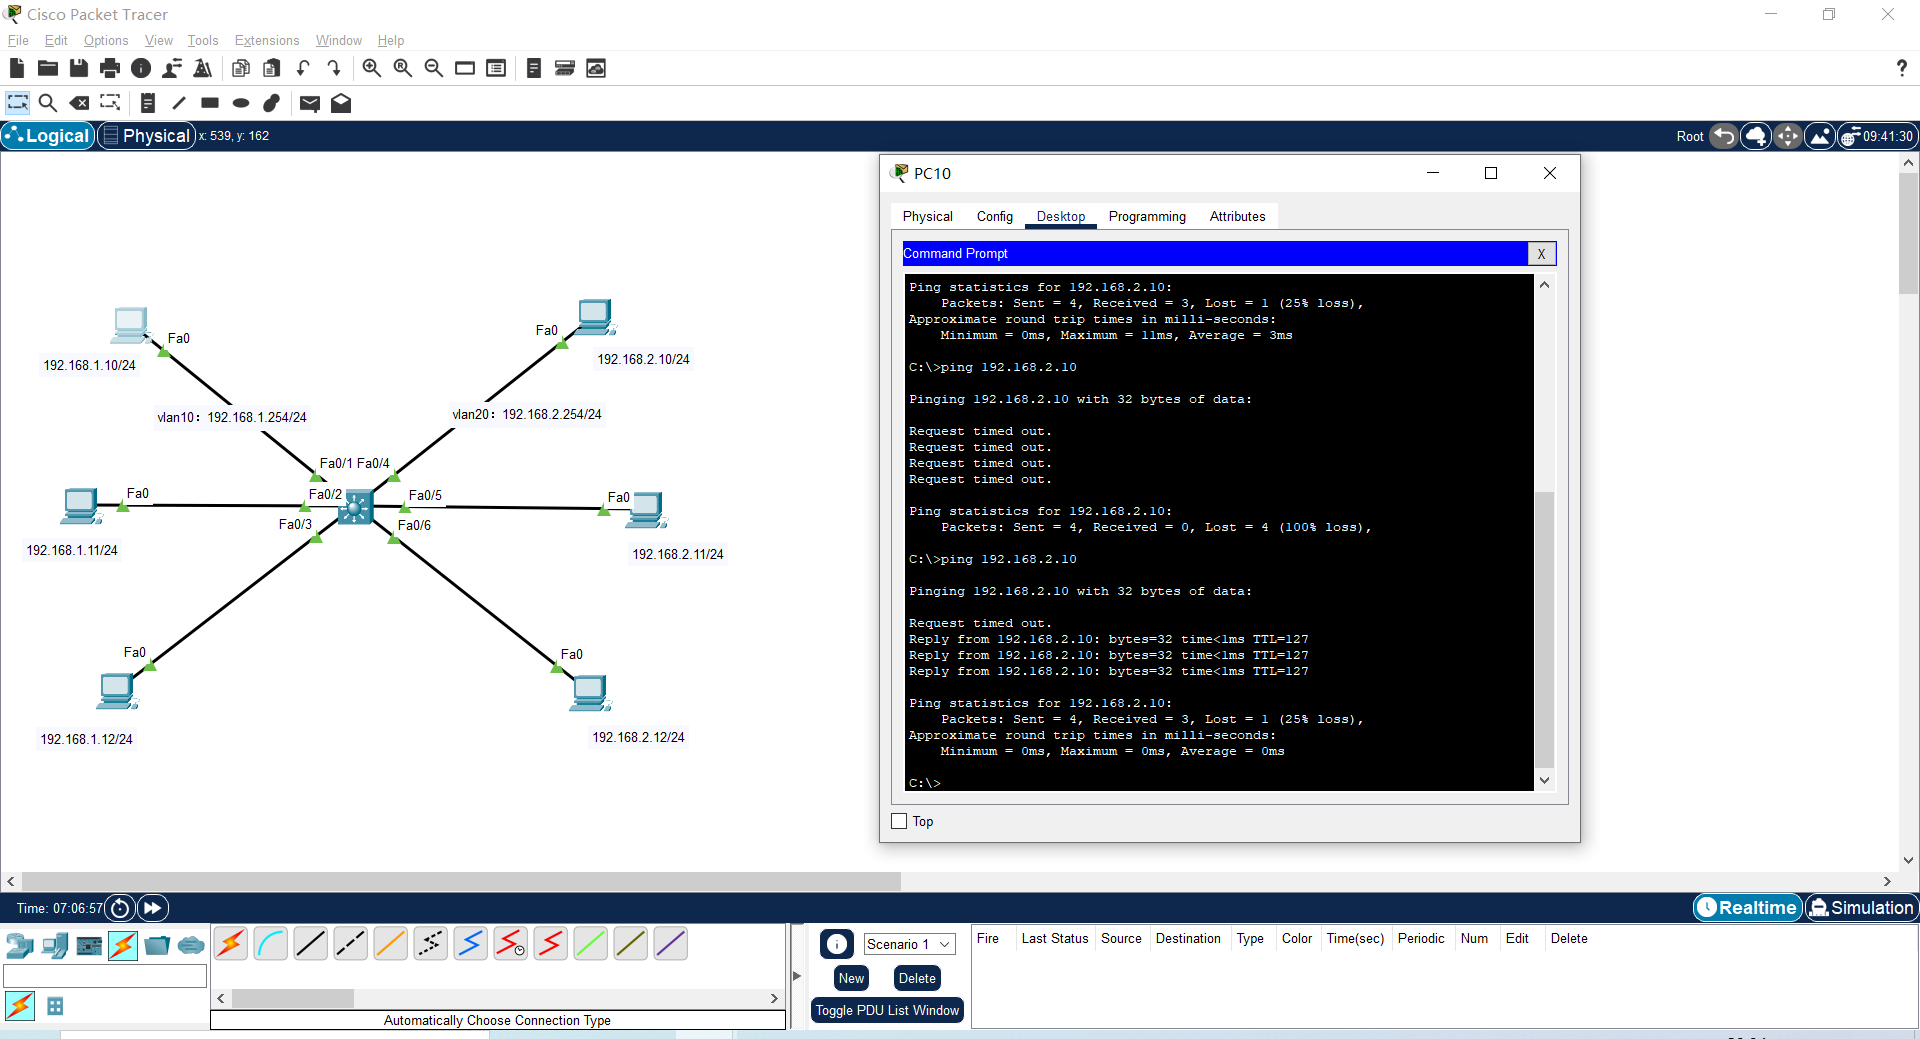 Cisco Packet Tracer
File Edit Options View Tools Extensions Window Help
?
Logical Physical x: 539, y: 162 Root 09:41:30
Fa0
192.168.1.10/24
Fa0
192.168.2.10/24
vlan10：192.168.1.254/24
vlan20：192.168.2.254/24
Fa0/1 Fa0/4
Fa0
Fa0/2
Fa0/5
Fa0
Fa0/3
Fa0/6
192.168.1.11/24
192.168.2.11/24
Fa0
Fa0
192.168.1.12/24
192.168.2.12/24
PC10
Physical Config Desktop Programming Attributes
Command Prompt X
Ping statistics for 192.168.2.10:
Packets: Sent = 4, Received = 3, Lost = 1 (25% loss),
Approximate round trip times in milli-seconds:
Minimum = 0ms, Maximum = 11ms, Average = 3ms
C:\>ping 192.168.2.10
Pinging 192.168.2.10 with 32 bytes of data:
Request timed out.
Request timed out.
Request timed out.
Request timed out.
Ping statistics for 192.168.2.10:
Packets: Sent = 4, Received = 0, Lost = 4 (100% loss),
C:\>ping 192.168.2.10
Pinging 192.168.2.10 with 32 bytes of data:
Request timed out.
Reply from 192.168.2.10: bytes=32 time<1ms TTL=127
Reply from 192.168.2.10: bytes=32 time<1ms TTL=127
Reply from 192.168.2.10: bytes=32 time<1ms TTL=127
Ping statistics for 192.168.2.10:
Packets: Sent = 4, Received = 3, Lost = 1 (25% loss),
Approximate round trip times in milli-seconds:
Minimum = 0ms, Maximum = 0ms, Average = 0ms
C:\>
Top
Time: 07:06:57 Realtime Simulation
Scenario 1
New Delete
Toggle PDU List Window
Fire Last Status Source Destination Type Color Time(sec) Periodic Num Edit Delete
Automatically Choose Connection Type